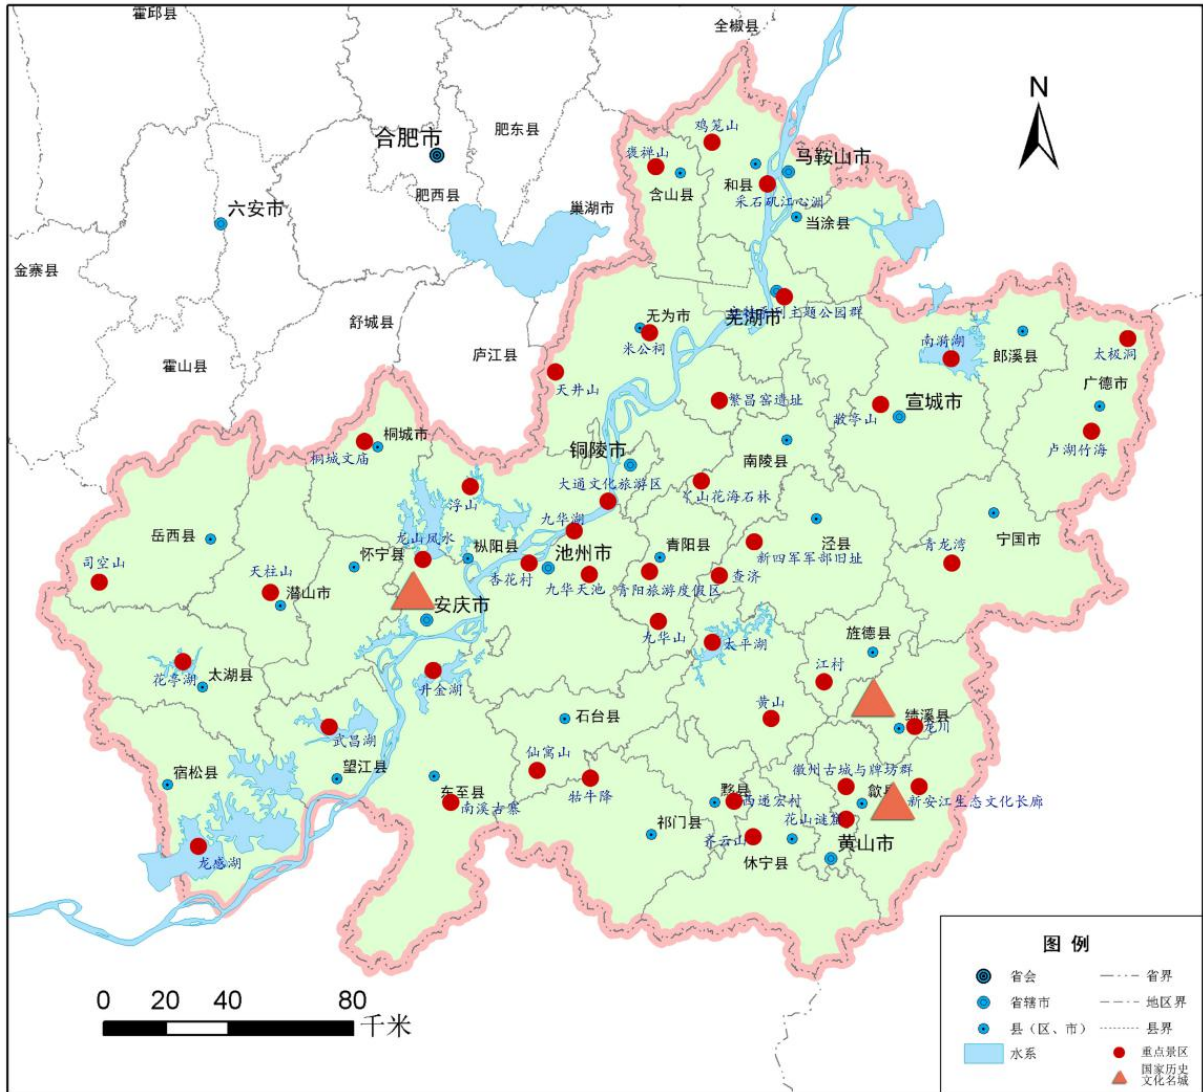 霍邱县
全椒县
N
鸡笼山
肥东县
合肥市
褒禅山
马鞍山市
含山县
和县
肥西县
采石矶江心洲
六安市
巢湖市
当涂县
金寨县
无为市
芜湖市
主题公园群
舒城县
米公祠
南漪湖
郎溪县
太极洞
庐江县
霍山县
天井山
广德市
繁昌窑遗址
宣城市
敬亭山
桐城市
卢湖竹海
桐城文庙
铜陵市
南陵县
大通文化旅游区
浮山
丫山花海石林
九华湖
宁国市
岳西县
龙山凤水
枞阳县
池州市
青阳县
新四军军部旧址
泾县
青龙湾
怀宁县
司空山
天柱山
香花村
九华天池
青阳旅游度假区
查济
潜山市
安庆市
九华山
旌德县
太平湖
太湖县
花亭湖
升金湖
江村
石台县
黄山
绩溪县
龙川
武昌湖
仙寓山
徽州古城与牌坊群
望江县
宿松县
东至县
牯牛降
黟县
歙县
南溪古寨
西递宏村
新安江生态文化长廊
花山谜窟
祁门县
齐云山
黄山市
龙感湖
休宁县
图 例
省会
省界
省辖市
地区界
县（区、市）
县界
水系
重点景区
国家历史
文化名城
0 20 40 80
千米